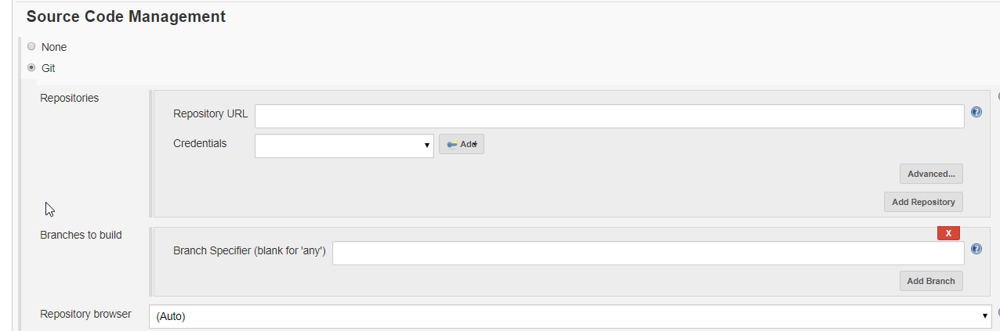 Source Code Management
None
Git
Repositories
Repository URL
Credentials
Add
Advanced...
Add Repository
Branches to build
X
Branch Specifier (blank for 'any')
Add Branch
Repository browser
(Auto)